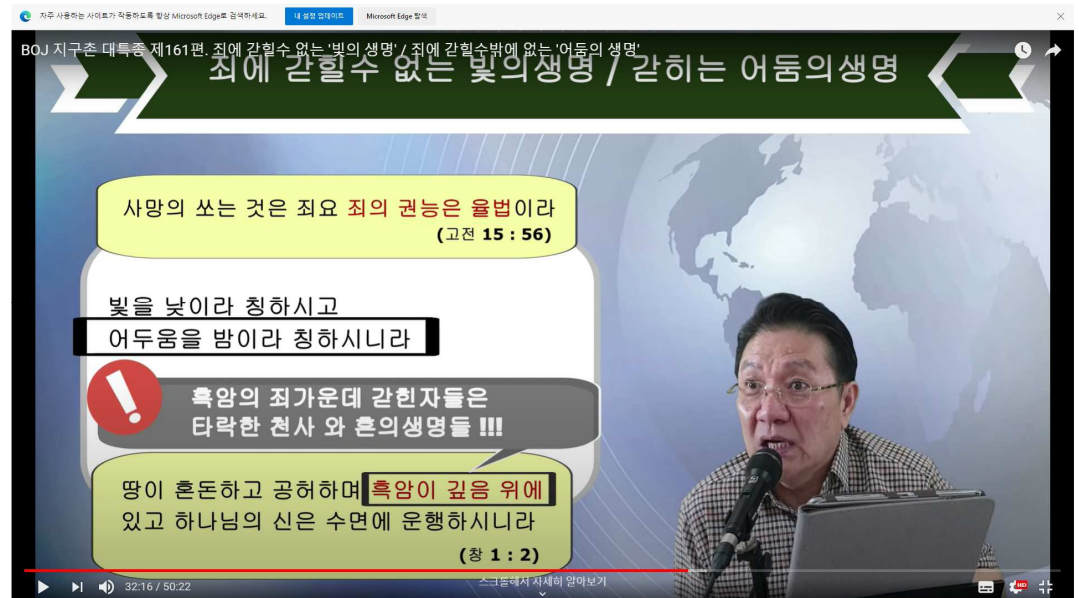 자주 사용하는 사이트가 작동하도록 항상 Microsoft Edge로 검색하세요. 내 설정 업데이트 Microsoft Edge 탐색
BOJ 지구촌 대특종 제161편. 죄에 갇힐수 없는 '빛의 생명' / 죄에 갇힐수밖에 없는 '어둠의 생명'
죄에 갇힐수 없는 빛의생명 / 갇히는 어둠의생명
사망의 쏘는 것은 죄요 죄의 권능은 율법이라
(고전 15 : 56)
빛을 낮이라 칭하시고
어두움을 밤이라 칭하시니라
흑암의 죄가운데 갇힌자들은
타락한 천사 와 혼의생명들 !!!
땅이 혼돈하고 공허하며 흑암이 깊음 위에
있고 하나님의 신은 수면에 운행하시니라
(창 1 : 2)
스크롤해서 자세히 알아보기
32:16 / 50:22
HD